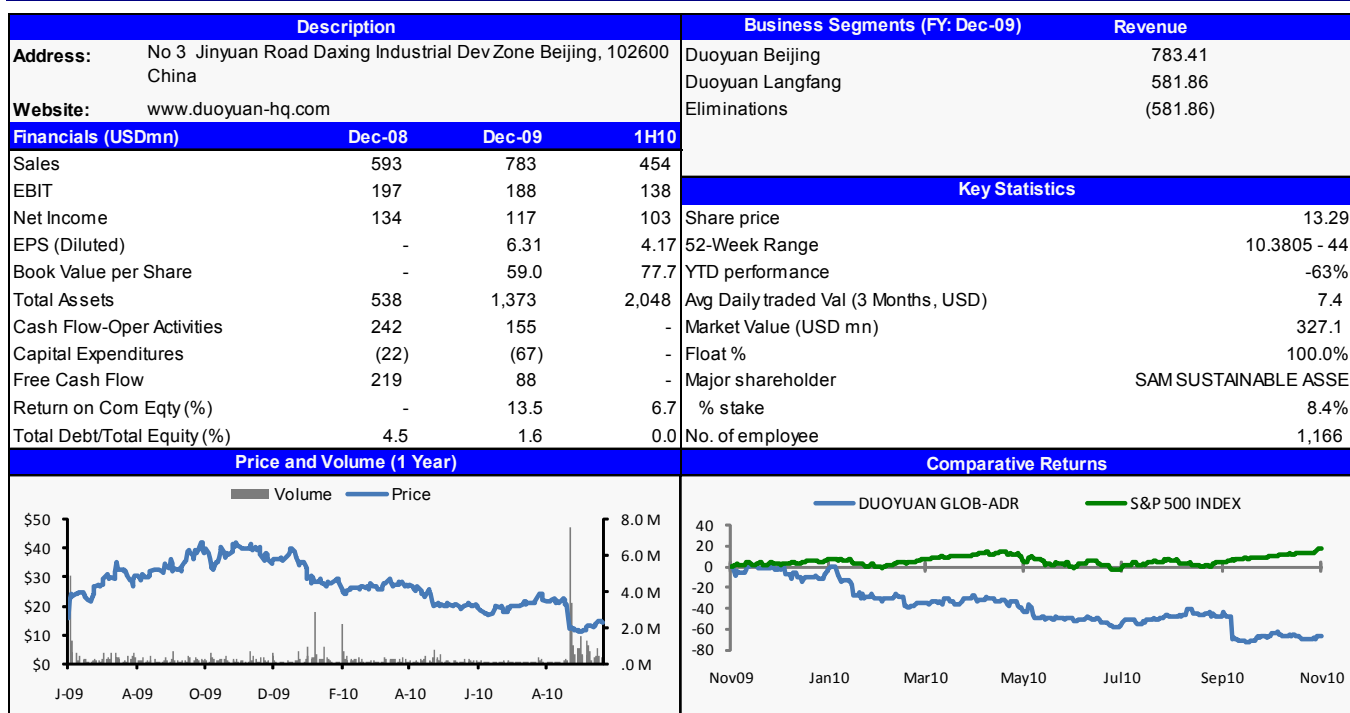 Description
Address: No 3 Jinyuan Road Daxing Industrial Dev Zone Beijing, 102600
China
Website: www.duoyuan-hq.com
Financials (USDmn) Dec-08 Dec-09 1H10
Sales 593 783 454
EBIT 197 188 138
Net Income 134 117 103
EPS (Diluted) - 6.31 4.17
Book Value per Share - 59.0 77.7
Total Assets 538 1,373 2,048
Cash Flow-Oper Activities 242 155 -
Capital Expenditures (22) (67) -
Free Cash Flow 219 88 -
Return on Com Eqty (%) - 13.5 6.7
Total Debt/Total Equity (%) 4.5 1.6 0.0
Business Segments (FY: Dec-09) Revenue
Duoyuan Beijing 783.41
Duoyuan Langfang 581.86
Eliminations (581.86)
Key Statistics
Share price 13.29
52-Week Range 10.3805 - 44
YTD performance -63%
Avg Daily traded Val (3 Months, USD) 7.4
Market Value (USD mn) 327.1
Float % 100.0%
Major shareholder SAM SUSTAINABLE ASSE
% stake 8.4%
No. of employee 1,166
Price and Volume (1 Year)
Volume Price
$50 8.0 M
$40 6.0 M
$30
4.0 M
$20
2.0 M
$10
$0 .0 M
J-09 A-09 O-09 D-09 F-10 A-10 J-10 A-10
Comparative Returns
DUOYUAN GLOB-ADR S&P 500 INDEX
40
20
0
-20
-40
-60
-80
Nov09 Jan10 Mar10 May10 Jul10 Sep10 Nov10